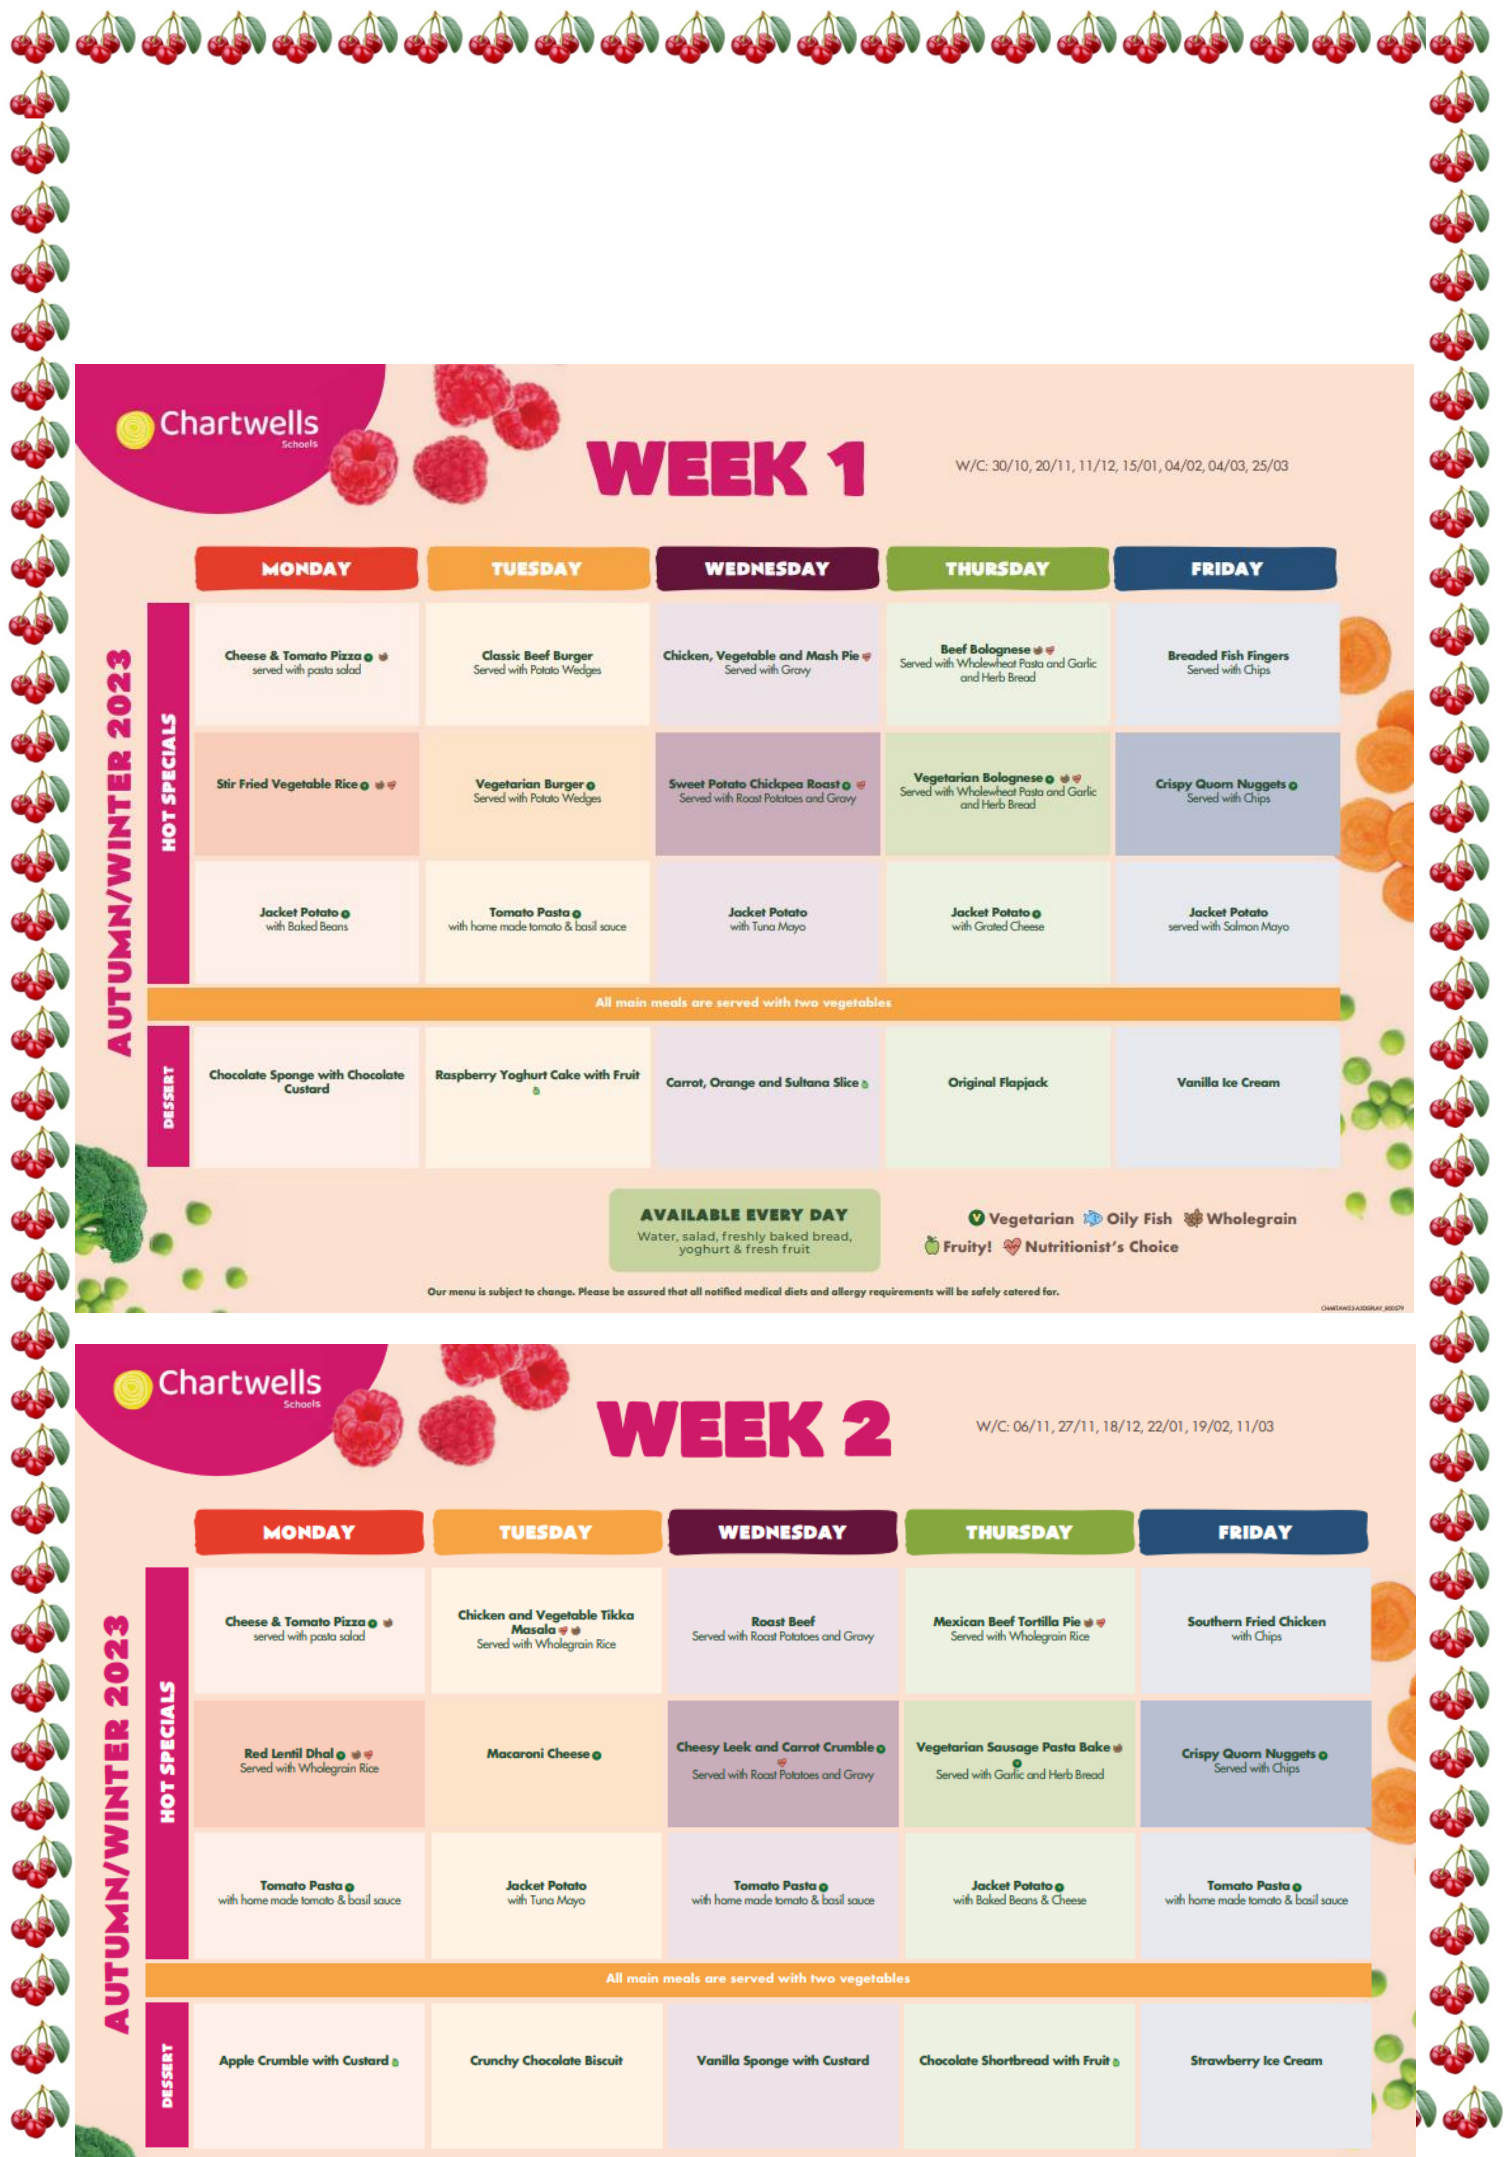 Chartwells
Schools
WEEK 1
W/C: 30/10, 20/11, 11/12, 15/01, 04/02, 04/03, 25/03
MONDAY
TUESDAY
WEDNESDAY
THURSDAY
FRIDAY
AUTUMN/WINTER 2023
HOT SPECIALS
Cheese & Tomato Pizza
served with pasta salad
Classic Beef Burger
Served with Potato Wedges
Chicken, Vegetable and Mash Pie
Served with Gravy
Beef Bolognese
Served with Wholewheat Pasta and Garlic
and Herb Bread
Breaded Fish Fingers
Served with Chips
Stir Fried Vegetable Rice
Vegetarian Burger
Served with Potato Wedges
Sweet Potato Chickpea Roast
Served with Roast Potatoes and Gravy
Vegetarian Bolognese
Served with Wholewheat Pasta and Garlic
and Herb Bread
Crispy Quorn Nuggets
Served with Chips
Jacket Potato
with Baked Beans
Tomato Pasta
with home made tomato & basil sauce
Jacket Potato
with Tuna Mayo
Jacket Potato
with Grated Cheese
Jacket Potato
served with Salmon Mayo
All main meals are served with two vegetables
DESSERT
Chocolate Sponge with Chocolate
Custard
Raspberry Yoghurt Cake with Fruit
Carrot, Orange and Sultana Slice
Original Flapjack
Vanilla Ice Cream
AVAILABLE EVERY DAY
Water, salad, freshly baked bread,
yoghurt & fresh fruit
V Vegetarian Oily Fish Wholegrain
Fruity! Nutritionist's Choice
Our menu is subject to change. Please be assured that all notified medical diets and allergy requirements will be safely catered for.
Chartwells
Schools
WEEK 2
W/C: 06/11, 27/11, 18/12, 22/01, 19/02, 11/03
MONDAY
TUESDAY
WEDNESDAY
THURSDAY
FRIDAY
AUTUMN/WINTER 2023
HOT SPECIALS
Cheese & Tomato Pizza
served with pasta salad
Chicken and Vegetable Tikka
Masala
Served with Wholegrain Rice
Roast Beef
Served with Roast Potatoes and Gravy
Mexican Beef Tortilla Pie
Served with Wholegrain Rice
Southern Fried Chicken
with Chips
Red Lentil Dhal
Served with Wholegrain Rice
Macaroni Cheese
Cheesy Leek and Carrot Crumble
Served with Roast Potatoes and Gravy
Vegetarian Sausage Pasta Bake
Served with Garlic and Herb Bread
Crispy Quorn Nuggets
Served with Chips
Tomato Pasta
with home made tomato & basil sauce
Jacket Potato
with Tuna Mayo
Tomato Pasta
with home made tomato & basil sauce
Jacket Potato
with Baked Beans & Cheese
Tomato Pasta
with home made tomato & basil sauce
All main meals are served with two vegetables
DESSERT
Apple Crumble with Custard
Crunchy Chocolate Biscuit
Vanilla Sponge with Custard
Chocolate Shortbread with Fruit
Strawberry Ice Cream